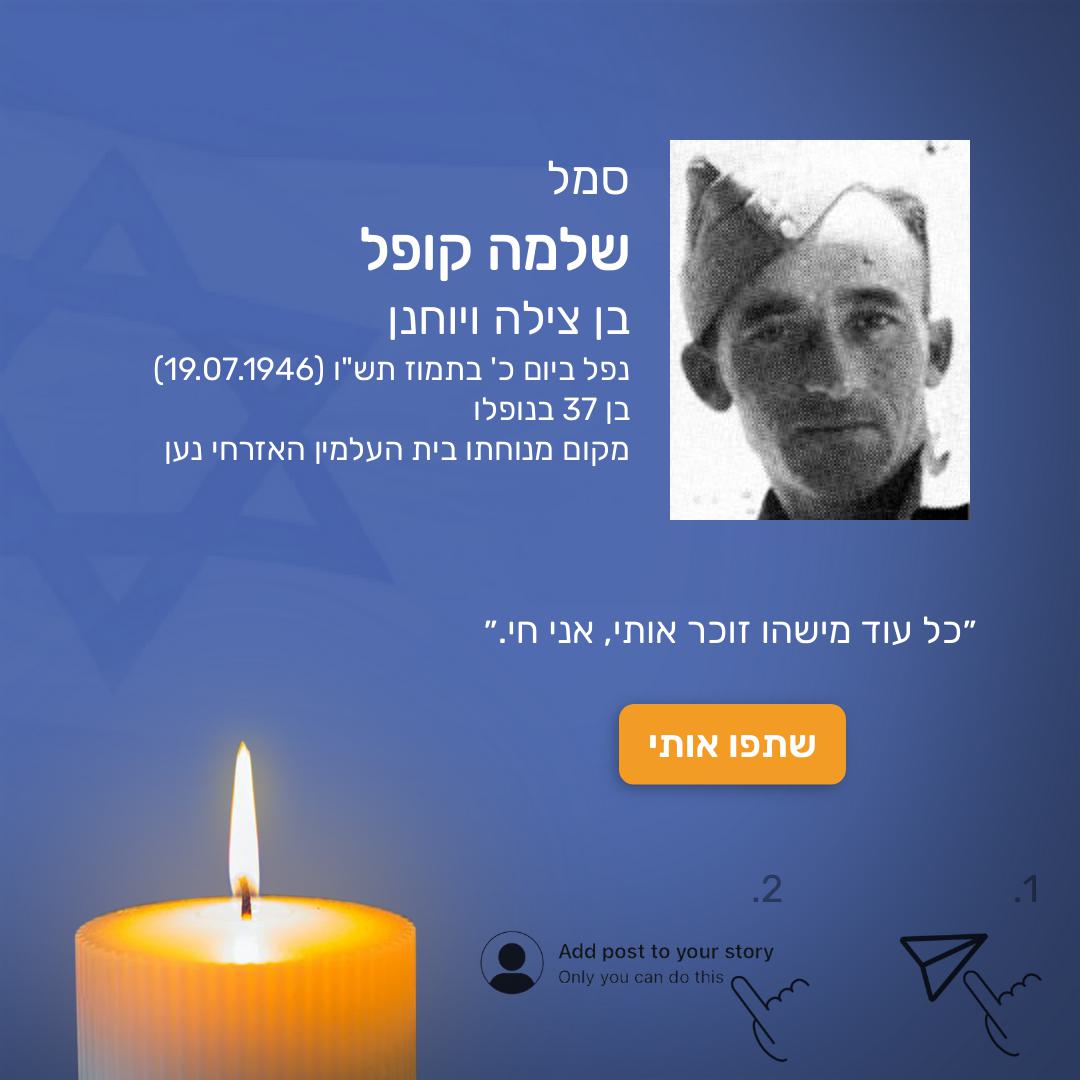 סמל
שלמה קופל
בן צילה ויוחנן
נפל ביום כ' בתמוז תש"ו (19.07.1946)
בן 37 בנופלו
מקום מנוחתו בית העלמין האזרחי נען
״כל עוד מישהו זוכר אותי, אני חי.״
שתפו אותי
.1
.2
Add post to your story
Only you can do this